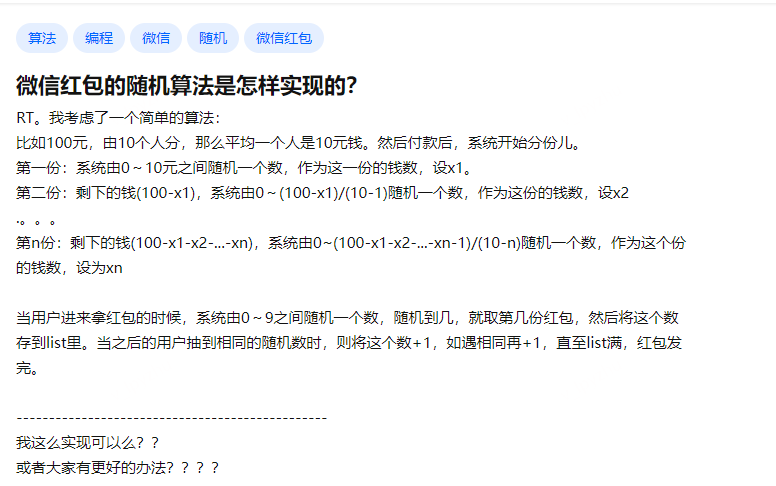 算法 编程 微信 随机 微信红包
微信红包的随机算法是怎样实现的？
RT。我考虑了一个简单的算法：
比如100元，由10个人分，那么平均一个人是10元钱。然后付款后，系统开始分份儿。
第一份：系统由0～10元之间随机一个数，作为这一份的钱数，设x1。
第二份：剩下的钱(100-x1)，系统由0～(100-x1)/(10-1)随机一个数，作为这份的钱数，设x2
.。。。
第n份：剩下的钱(100-x1-x2-...-xn)，系统由0~(100-x1-x2-...-xn-1)/(10-n)随机一个数，作为这个份
的钱数，设为xn
当用户进来拿红包的时候，系统由0～9之间随机一个数，随机到几，就取第几份红包，然后将这个数
存到list里。当之后的用户抽到相同的随机数时，则将这个数+1，如遇相同再+1，直至list满，红包发
完。
------------------------------------------------
我这么实现可以么？？
或者大家有更好的办法？？？？